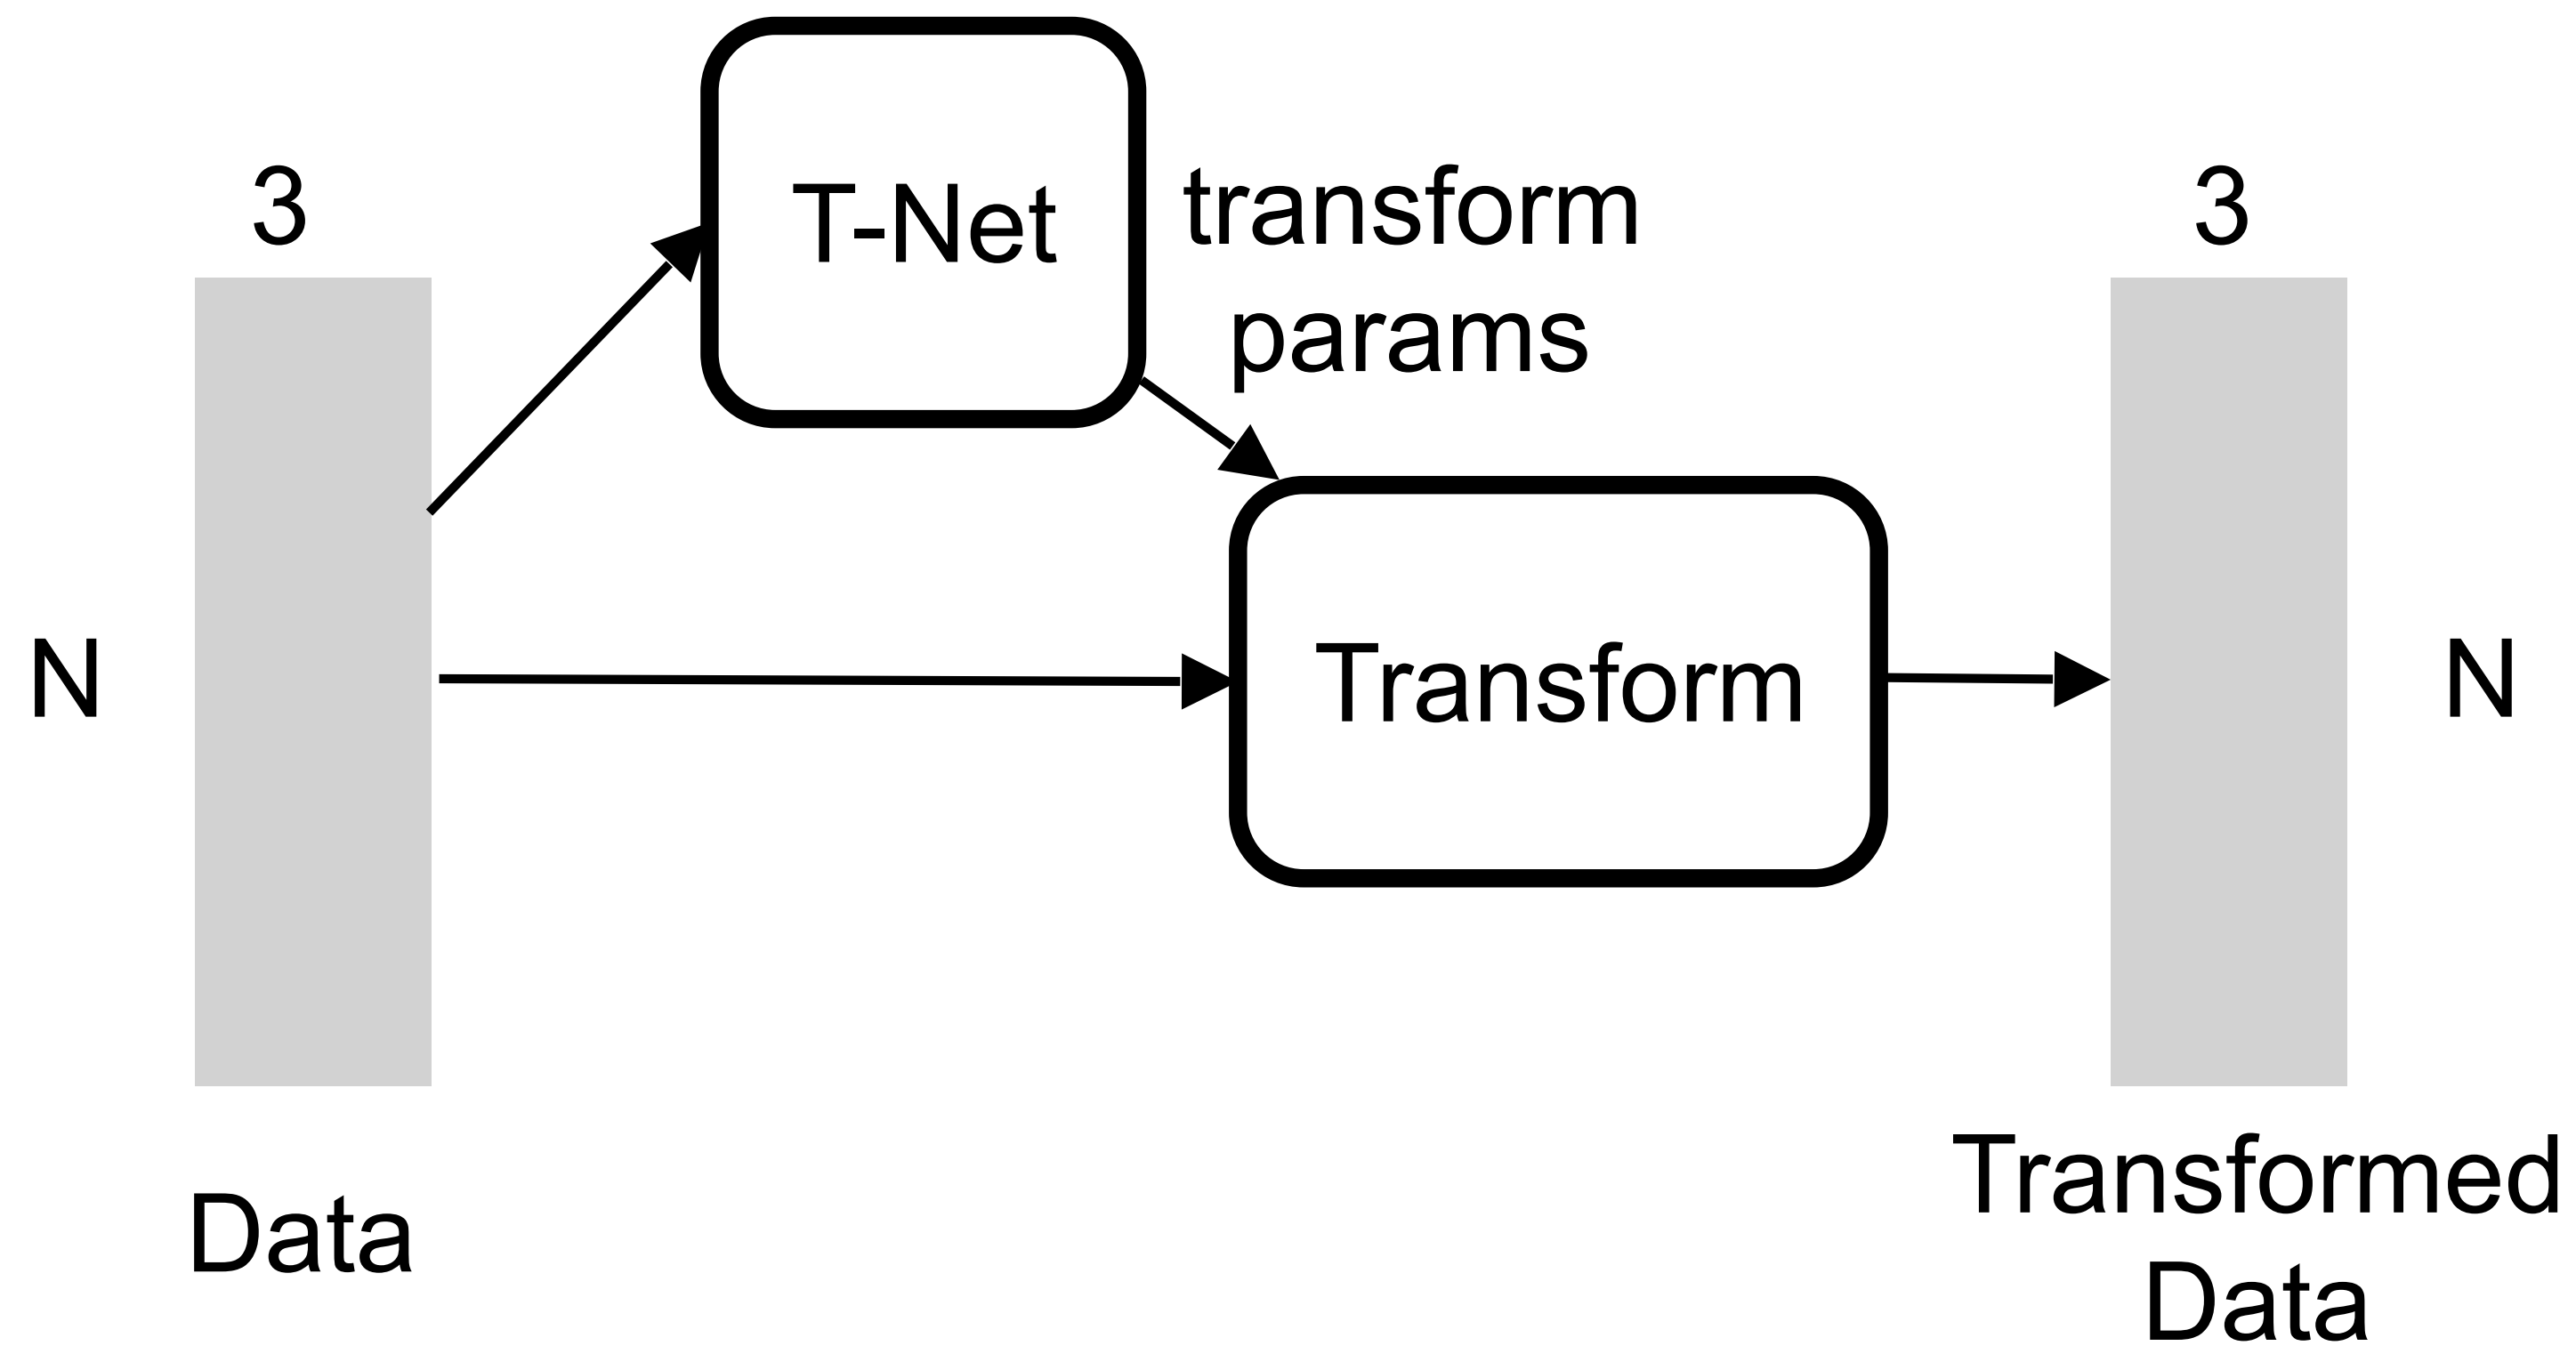 3
N
Data
T-Net
transform
params
Transform
3
N
Transformed
Data